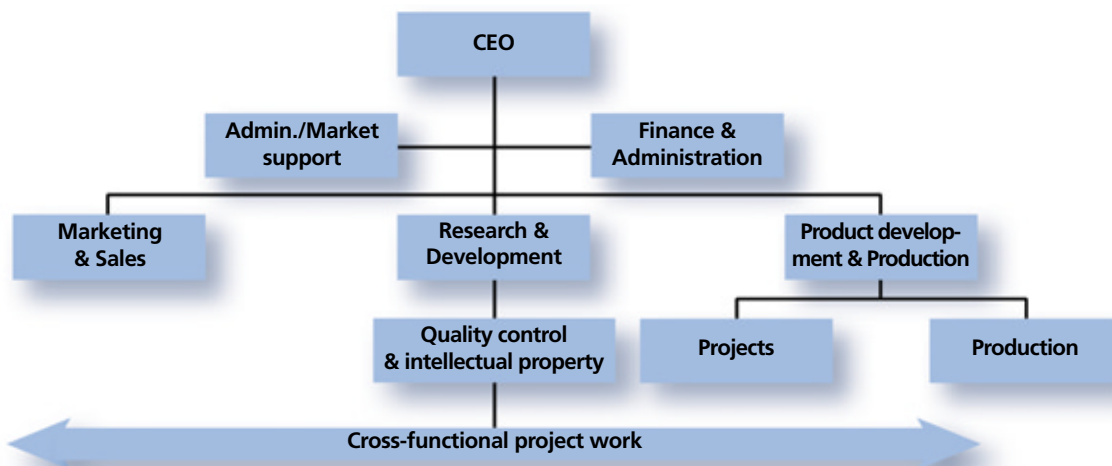 CEO
Admin./Market
support
Finance &
Administration
Marketing
& Sales
Research &
Development
Product develop-
ment & Production
Quality control
& intellectual property
Projects
Production
Cross-functional project work